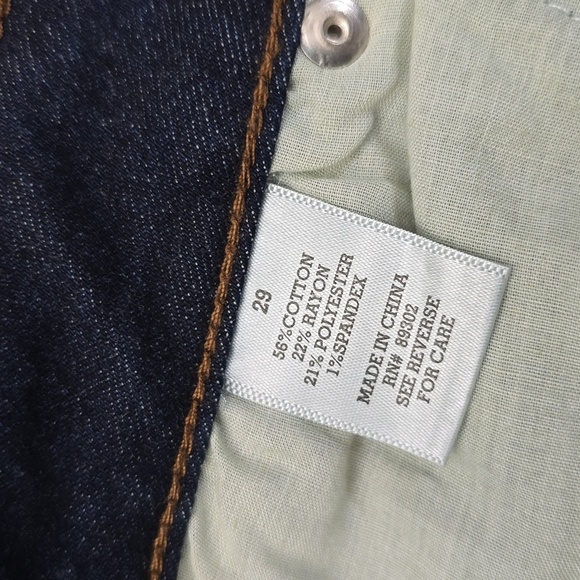 29
56%COTTON
22% RAYON
21% POLYESTER
1%SPANDEX
MADE IN CHINA
RN# 89302
SEE REVERSE
FOR CARE